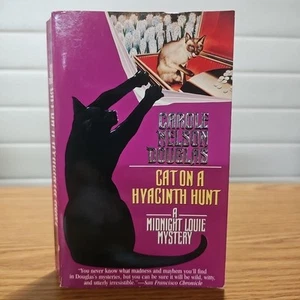 CAROLE
NELSON
DOUGLAS
CAT ON A
HYACINTH HUNT
A
MIDNIGHT LOUIE
MYSTERY
"You never know what madness and mayhem you'll find
in Douglas's mysteries, but you can be sure it will be wild, witty,
and utterly irresistible."—San Francisco Chronicle